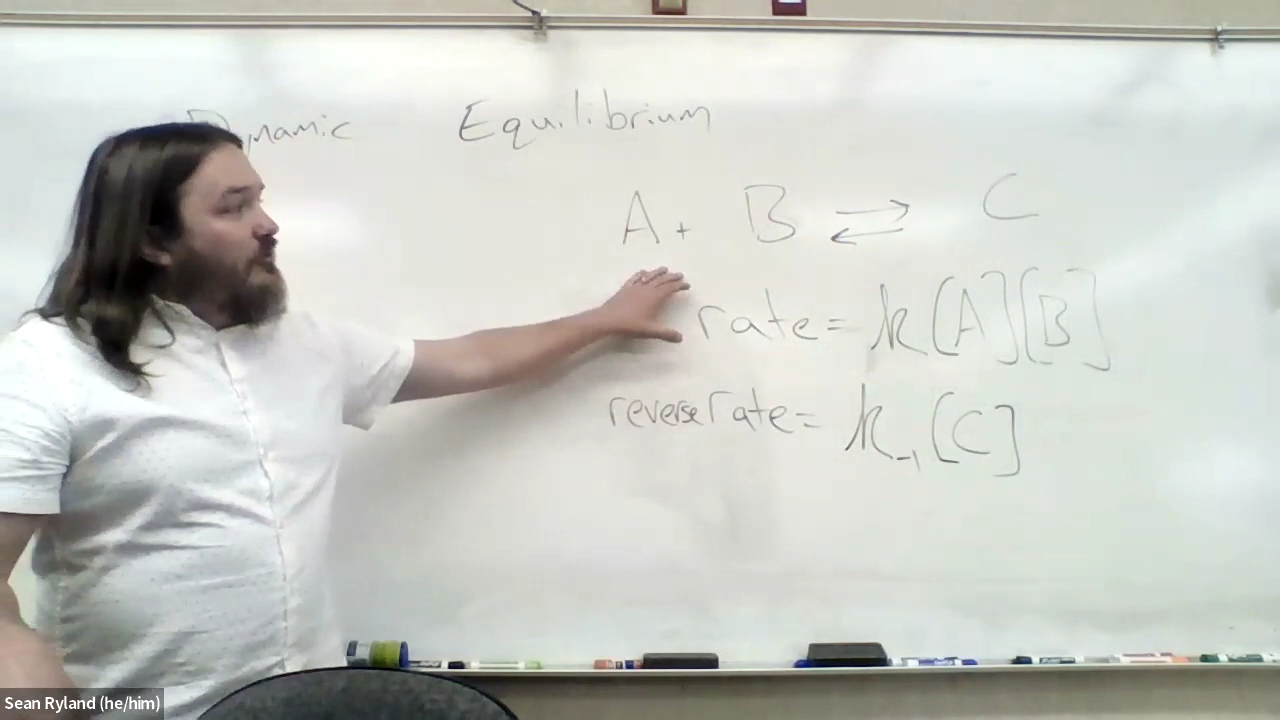 Dynamic Equilibrium
A + B ⇌ C
rate = k[A][B]
reverse rate = k₋₁[C]
Sean Ryland (he/him)